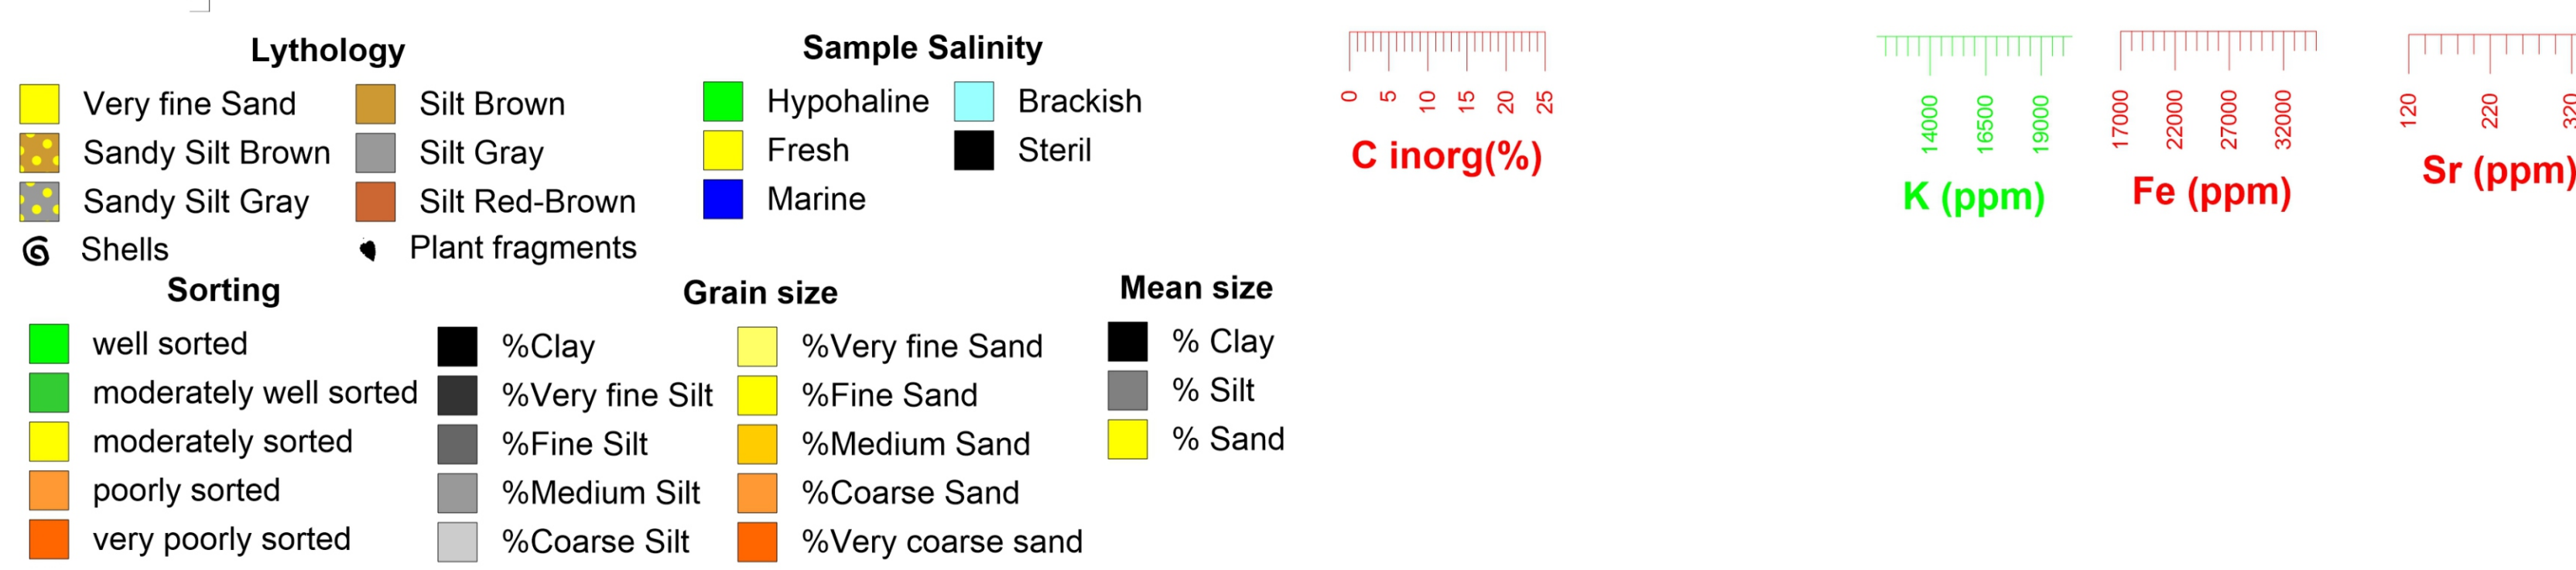 Lythology
Very fine Sand
Silt Brown
Sandy Silt Brown
Silt Gray
Sandy Silt Gray
Silt Red-Brown
Shells
Plant fragments
Sample Salinity
Hypohaline
Brackish
Fresh
Steril
Marine
Sorting
well sorted
moderately well sorted
moderately sorted
poorly sorted
very poorly sorted
Grain size
%Clay
%Very fine Silt
%Fine Silt
%Medium Silt
%Coarse Silt
%Very fine Sand
%Fine Sand
%Medium Sand
%Coarse Sand
%Very coarse sand
Mean size
% Clay
% Silt
% Sand
0 5 10 15 20 25
C inorg(%)
14000 16500 19000
K (ppm)
17000 22000 27000 32000
Fe (ppm)
120 220 320
Sr (ppm)